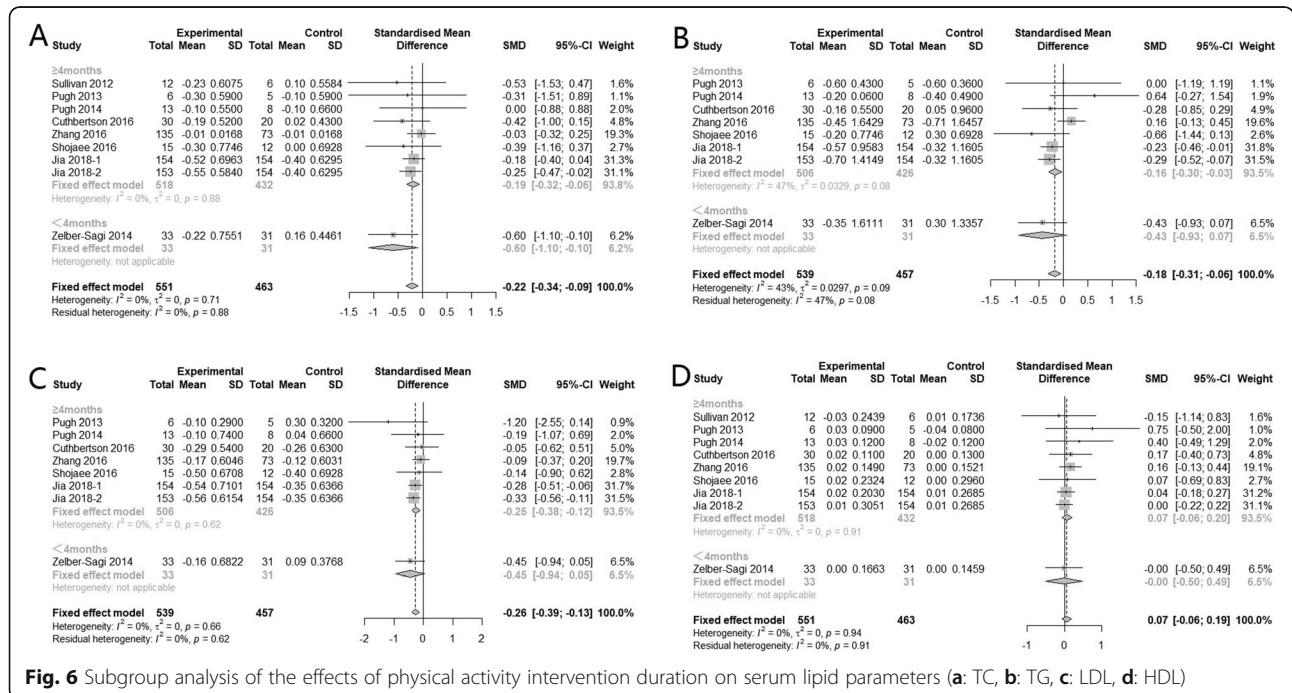 A
Experimental Control Standardised Mean
Study Total Mean SD Total Mean SD Difference SMD 95%-CI Weight
≥4months
Sullivan 2012 12 -0.23 0.6075 6 0.10 0.5584 -0.53 [-1.53; 0.47] 1.6%
Pugh 2013 6 -0.30 0.5900 5 -0.10 0.5900 -0.31 [-1.51; 0.89] 1.1%
Pugh 2014 13 -0.10 0.5500 8 -0.10 0.6600 0.00 [-0.88; 0.88] 2.0%
Cuthbertson 2016 30 -0.19 0.5200 20 0.02 0.4300 -0.42 [-1.00; 0.15] 4.8%
Zhang 2016 135 -0.01 0.0168 73 -0.01 0.0168 -0.03 [-0.32; 0.25] 19.3%
Shojaee 2016 15 -0.30 0.7746 12 0.00 0.6928 -0.39 [-1.16; 0.37] 2.7%
Jia 2018-1 154 -0.52 0.6963 154 -0.40 0.6295 -0.18 [-0.40; 0.04] 31.3%
Jia 2018-2 153 -0.55 0.5840 154 -0.40 0.6295 -0.25 [-0.47; -0.02] 31.1%
Fixed effect model 518 432 -0.19 [-0.32; -0.06] 93.8%
Heterogeneity: I² = 0%, τ² = 0, p = 0.88
<4months
Zelber-Sagi 2014 33 -0.22 0.7551 31 0.16 0.4461 -0.60 [-1.10; -0.10] 6.2%
Fixed effect model 33 31 -0.60 [-1.10; -0.10] 6.2%
Heterogeneity: not applicable
Fixed effect model 551 463 -0.22 [-0.34; -0.09] 100.0%
Heterogeneity: I² = 0%, τ² = 0, p = 0.71
Residual heterogeneity: I² = 0%, p = 0.88
-1.5 -1 -0.5 0 0.5 1 1.5
B
Experimental Control Standardised Mean
Study Total Mean SD Total Mean SD Difference SMD 95%-CI Weight
≥4months
Pugh 2013 6 -0.60 0.4300 5 -0.60 0.3600 0.00 [-1.19; 1.19] 1.1%
Pugh 2014 13 -0.20 0.0600 8 -0.40 0.4900 0.64 [-0.27; 1.54] 1.9%
Cuthbertson 2016 30 -0.16 0.5500 20 0.05 0.9600 -0.28 [-0.85; 0.29] 4.8%
Zhang 2016 135 -0.45 1.6429 73 -0.71 1.6457 0.16 [-0.13; 0.45] 19.6%
Shojaee 2016 15 -0.20 0.7746 12 0.30 0.6928 -0.66 [-1.44; 0.13] 2.6%
Jia 2018-1 154 -0.57 0.9583 154 -0.32 1.1605 -0.23 [-0.46; -0.01] 31.8%
Jia 2018-2 153 -0.70 1.4149 154 -0.32 1.1605 -0.29 [-0.52; -0.07] 31.5%
Fixed effect model 506 426 -0.16 [-0.30; -0.03] 93.5%
Heterogeneity: I² = 47%, τ² = 0.0329, p = 0.08
<4months
Zelber-Sagi 2014 33 -0.35 1.6111 31 0.30 1.3357 -0.43 [-0.93; 0.07] 6.5%
Fixed effect model 33 31 -0.43 [-0.93; 0.07] 6.5%
Heterogeneity: not applicable
Fixed effect model 539 457 -0.18 [-0.31; -0.06] 100.0%
Heterogeneity: I² = 43%, τ² = 0.0297, p = 0.09
Residual heterogeneity: I² = 47%, p = 0.08
-1.5 -1 -0.5 0 0.5 1 1.5
C
Experimental Control Standardised Mean
Study Total Mean SD Total Mean SD Difference SMD 95%-CI Weight
≥4months
Pugh 2013 6 -0.10 0.2900 5 0.30 0.3200 -1.20 [-2.55; 0.14] 0.9%
Pugh 2014 13 -0.10 0.7400 8 0.04 0.6600 -0.19 [-1.07; 0.69] 2.0%
Cuthbertson 2016 30 -0.29 0.5400 20 -0.26 0.6300 -0.05 [-0.62; 0.51] 4.9%
Zhang 2016 135 -0.17 0.6046 73 -0.12 0.6031 -0.09 [-0.37; 0.20] 19.7%
Shojaee 2016 15 -0.50 0.6708 12 -0.40 0.6928 -0.14 [-0.90; 0.62] 2.8%
Jia 2018-1 154 -0.54 0.7101 154 -0.35 0.6366 -0.28 [-0.51; -0.06] 31.7%
Jia 2018-2 153 -0.56 0.6154 154 -0.35 0.6366 -0.33 [-0.56; -0.11] 31.5%
Fixed effect model 506 426 -0.25 [-0.38; -0.12] 93.5%
Heterogeneity: I² = 0%, τ² = 0, p = 0.62
<4months
Zelber-Sagi 2014 33 -0.16 0.6822 31 0.09 0.3768 -0.45 [-0.94; 0.05] 6.5%
Fixed effect model 33 31 -0.45 [-0.94; 0.05] 6.5%
Heterogeneity: not applicable
Fixed effect model 539 457 -0.26 [-0.39; -0.13] 100.0%
Heterogeneity: I² = 0%, τ² = 0, p = 0.66
Residual heterogeneity: I² = 0%, p = 0.62
-2 -1 0 1 2
D
Experimental Control Standardised Mean
Study Total Mean SD Total Mean SD Difference SMD 95%-CI Weight
≥4months
Sullivan 2012 12 -0.03 0.2439 6 0.01 0.1736 -0.15 [-1.14; 0.83] 1.6%
Pugh 2013 6 0.03 0.0900 5 -0.04 0.0800 0.75 [-0.50; 2.00] 1.0%
Pugh 2014 13 0.03 0.1200 8 -0.02 0.1200 0.40 [-0.49; 1.29] 2.0%
Cuthbertson 2016 30 0.02 0.1100 20 0.00 0.1300 0.17 [-0.40; 0.73] 4.8%
Zhang 2016 135 0.02 0.1490 73 0.00 0.1521 0.16 [-0.13; 0.44] 19.1%
Shojaee 2016 15 0.02 0.2324 12 0.00 0.2960 0.07 [-0.69; 0.83] 2.7%
Jia 2018-1 154 0.02 0.2030 154 0.01 0.2685 0.04 [-0.18; 0.27] 31.2%
Jia 2018-2 153 0.01 0.3051 154 0.01 0.2685 0.00 [-0.22; 0.22] 31.1%
Fixed effect model 518 432 0.07 [-0.06; 0.20] 93.5%
Heterogeneity: I² = 0%, τ² = 0, p = 0.91
<4months
Zelber-Sagi 2014 33 0.00 0.1663 31 0.00 0.1459 -0.00 [-0.50; 0.49] 6.5%
Fixed effect model 33 31 -0.00 [-0.50; 0.49] 6.5%
Heterogeneity: not applicable
Fixed effect model 551 463 0.07 [-0.06; 0.19] 100.0%
Heterogeneity: I² = 0%, τ² = 0, p = 0.94
Residual heterogeneity: I² = 0%, p = 0.91
-1 0 1
Fig. 6 Subgroup analysis of the effects of physical activity intervention duration on serum lipid parameters (a: TC, b: TG, c: LDL, d: HDL)